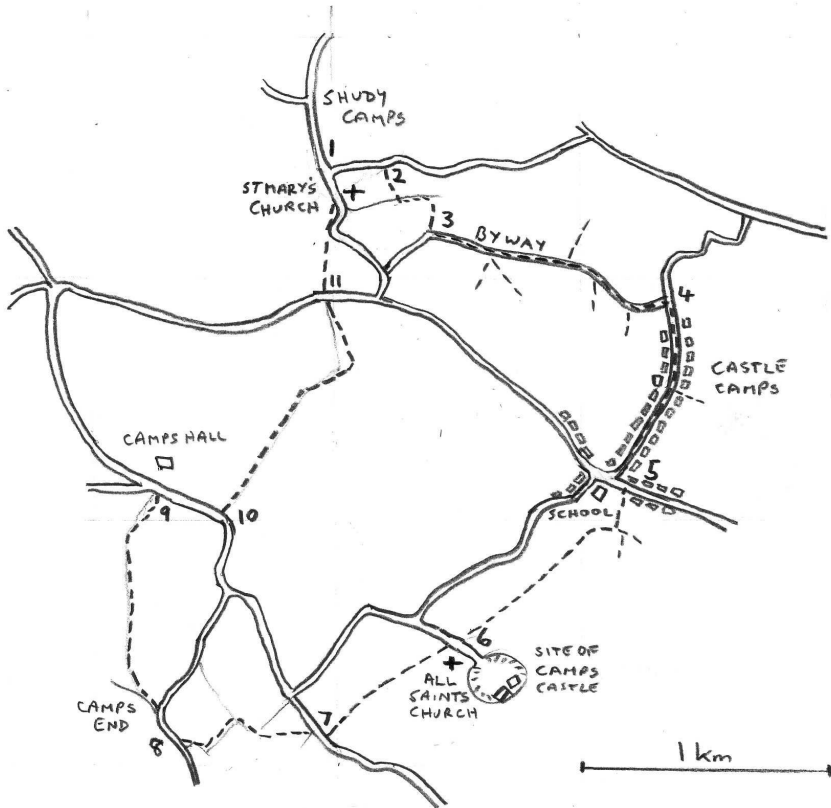 SHUDY
CAMPS
1
2
ST MARY'S
CHURCH
3
BYWAY
11
4
CASTLE
CAMPS
CAMPS HALL
5
9
10
SCHOOL
6
SITE OF
CAMPS
CASTLE
ALL
SAINTS
CHURCH
CAMPS
END
7
8
1 km